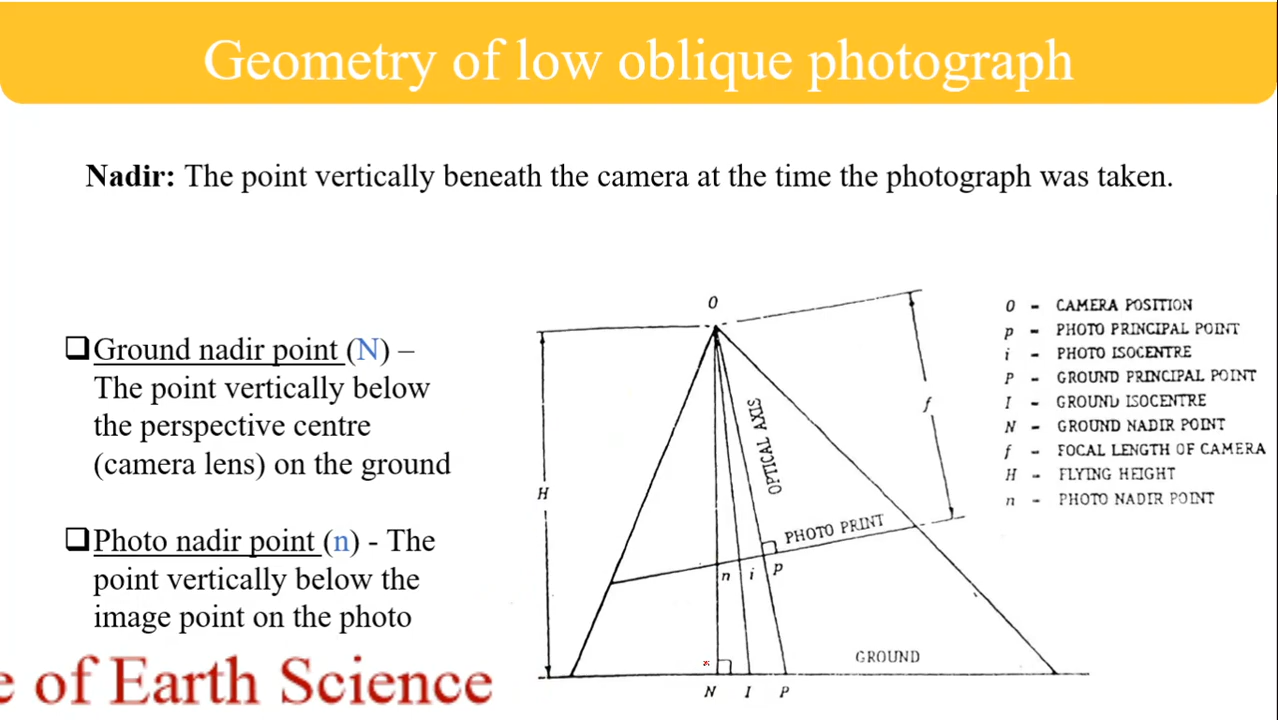 Geometry of low oblique photograph
Nadir: The point vertically beneath the camera at the time the photograph was taken.
Ground nadir point (N) –
The point vertically below
the perspective centre
(camera lens) on the ground
Photo nadir point (n) - The
point vertically below the
image point on the photo
e of Earth Science
O
H
OPTICAL AXIS
f
PHOTO PRINT
n i p
GROUND
N I P
O - CAMERA POSITION
p - PHOTO PRINCIPAL POINT
i - PHOTO ISOCENTRE
P - GROUND PRINCIPAL POINT
I - GROUND ISOCENTRE
N - GROUND NADIR POINT
f - FOCAL LENGTH OF CAMERA
H - FLYING HEIGHT
n - PHOTO NADIR POINT